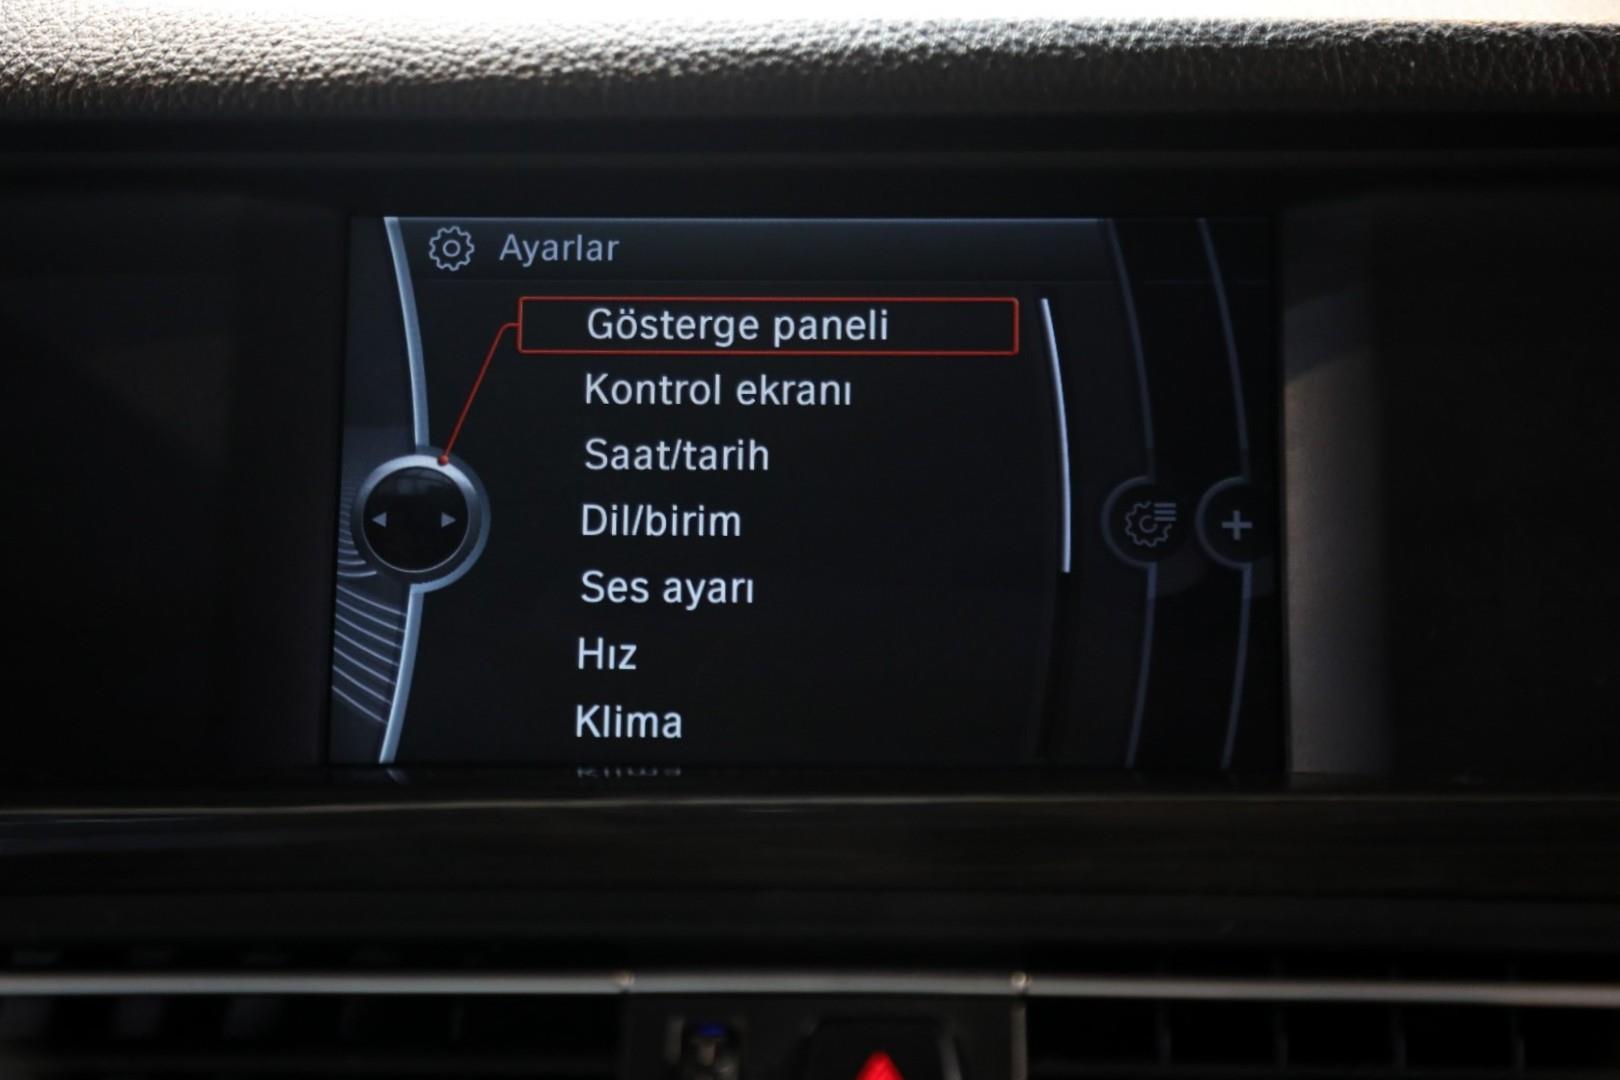 Ayarlar
Gösterge paneli
Kontrol ekranı
Saat/tarih
Dil/birim
Ses ayarı
Hız
Klima